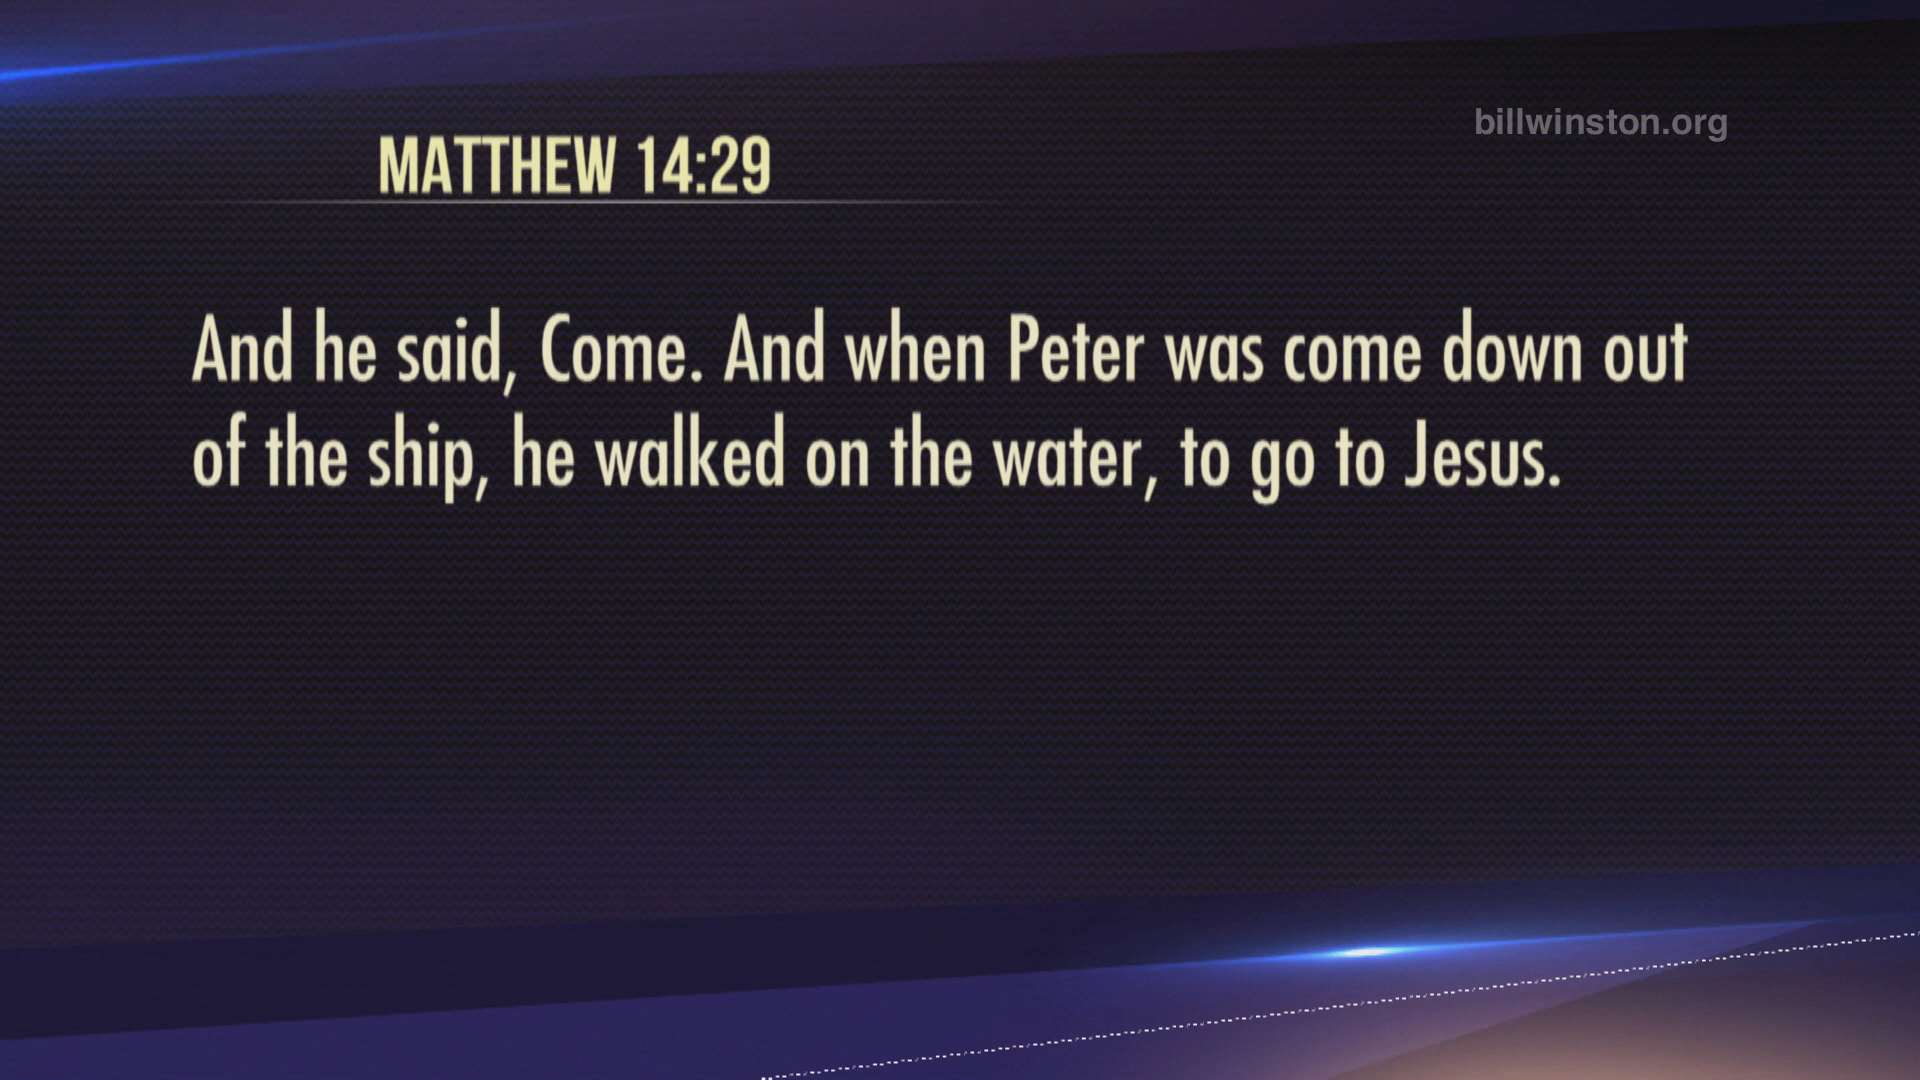 billwinston.org
MATTHEW 14:29
And he said, Come. And when Peter was come down out
of the ship, he walked on the water, to go to Jesus.